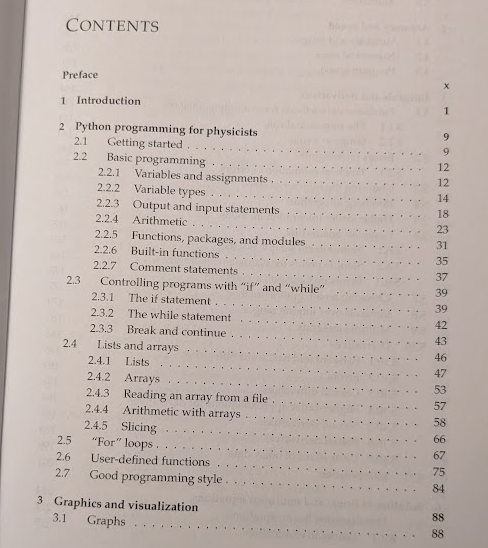 CONTENTS
Preface x
1 Introduction 1
2 Python programming for physicists 9
2.1 Getting started . . . . . . . . . . . . . . . . . . . . 9
2.2 Basic programming . . . . . . . . . . . . . . . . . . . . 12
2.2.1 Variables and assignments . . . . . . . . . . . . . . . 12
2.2.2 Variable types . . . . . . . . . . . . . . . . . . . . 14
2.2.3 Output and input statements . . . . . . . . . . . . . . 18
2.2.4 Arithmetic . . . . . . . . . . . . . . . . . . . . 23
2.2.5 Functions, packages, and modules . . . . . . . . . . . . 31
2.2.6 Built-in functions . . . . . . . . . . . . . . . . . . 35
2.2.7 Comment statements . . . . . . . . . . . . . . . . . . 37
2.3 Controlling programs with “if” and “while” . . . . . . . . . . 39
2.3.1 The if statement . . . . . . . . . . . . . . . . . . . 39
2.3.2 The while statement . . . . . . . . . . . . . . . . . . 42
2.3.3 Break and continue . . . . . . . . . . . . . . . . . . 43
2.4 Lists and arrays . . . . . . . . . . . . . . . . . . . . 46
2.4.1 Lists . . . . . . . . . . . . . . . . . . . . 47
2.4.2 Arrays . . . . . . . . . . . . . . . . . . . . 53
2.4.3 Reading an array from a file . . . . . . . . . . . . . . 57
2.4.4 Arithmetic with arrays . . . . . . . . . . . . . . . . . 58
2.4.5 Slicing . . . . . . . . . . . . . . . . . . . . 66
2.5 “For” loops . . . . . . . . . . . . . . . . . . . . 67
2.6 User-defined functions . . . . . . . . . . . . . . . . . . 75
2.7 Good programming style . . . . . . . . . . . . . . . . . . 84
3 Graphics and visualization 88
3.1 Graphs . . . . . . . . . . . . . . . . . . . . 88